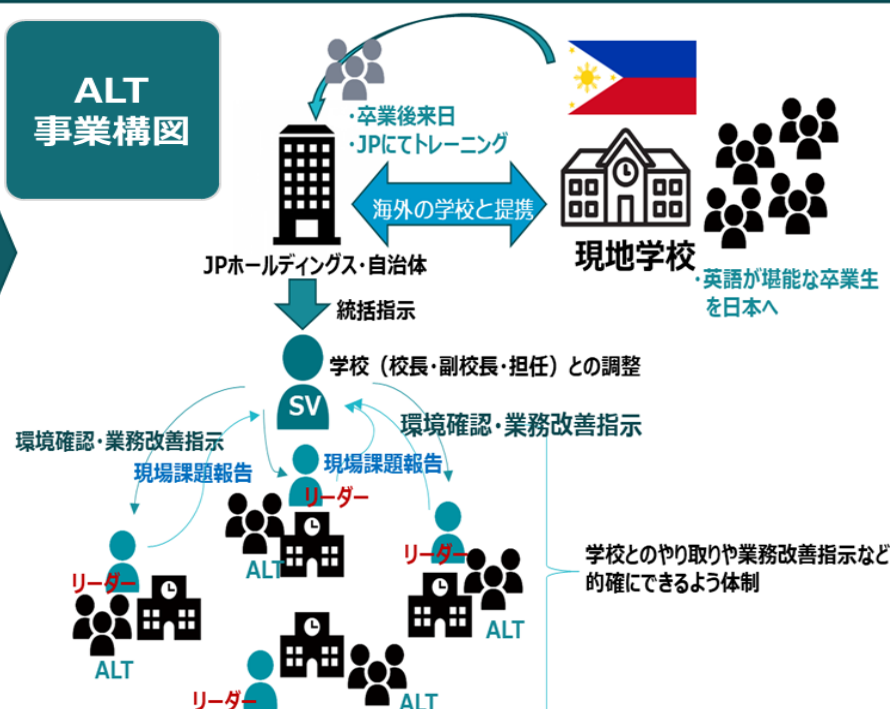 ALT
事業構図
・卒業後来日
・JPにてトレーニング
海外の学校と提携
現地学校
・英語が堪能な卒業生
を日本へ
JPホールディングス・自治体
統括指示
学校（校長・副校長・担任）との調整
SV
環境確認・業務改善指示
環境確認・業務改善指示
現場課題報告
現場課題報告
リーダー
ALT
リーダー
ALT
リーダー
ALT
学校とのやり取りや業務改善指示など
的確にできるよう体制
リーダー
ALT